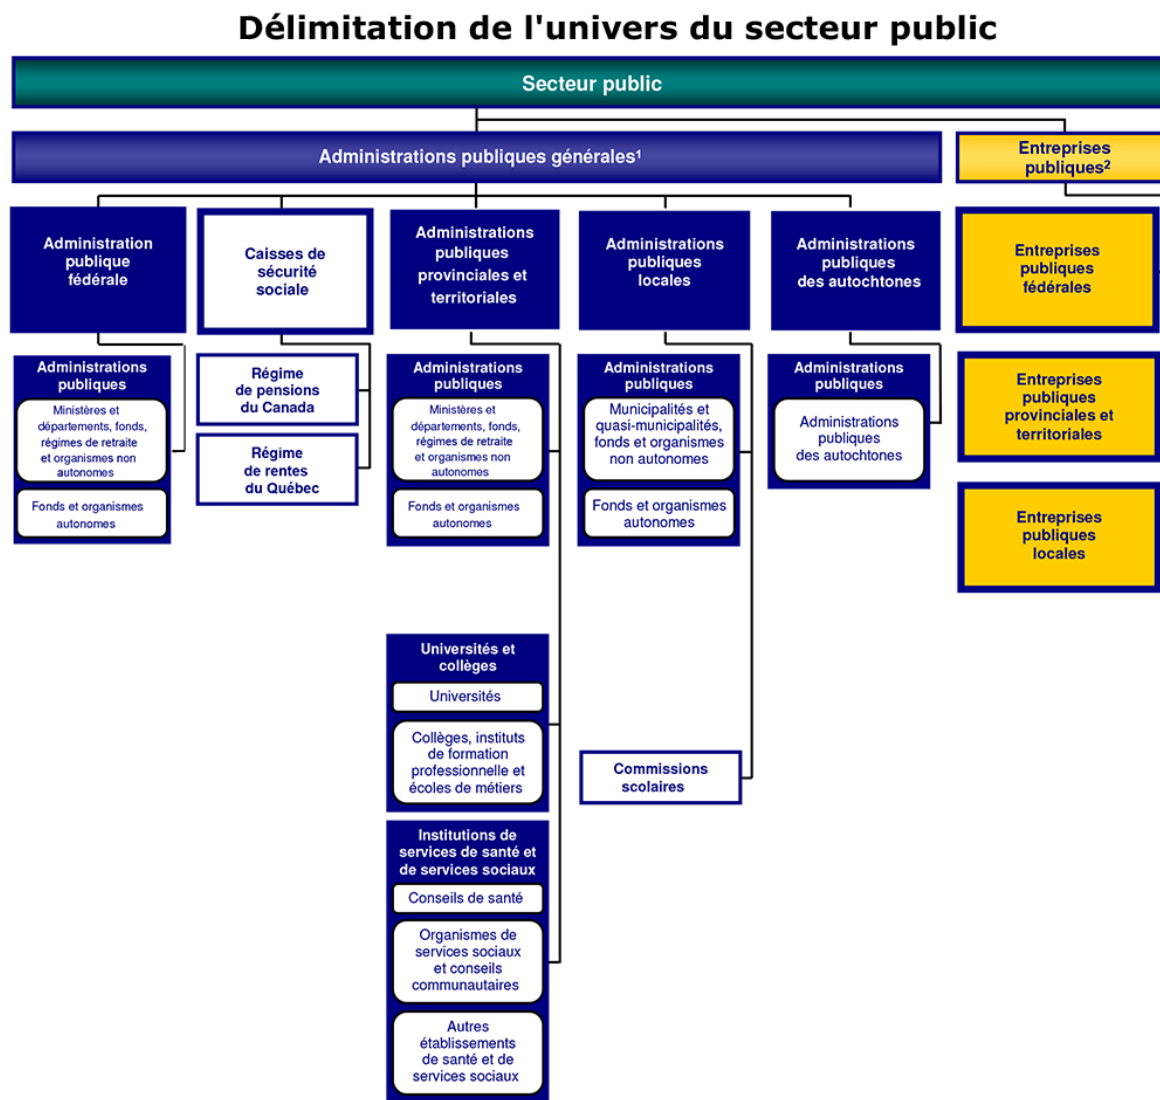 Délimitation de l'univers du secteur public
Secteur public
Administrations publiques générales¹
Entreprises
publiques²
Administration
publique
fédérale
Caisses de
sécurité
sociale
Administrations
publiques
provinciales et
territoriales
Administrations
publiques
locales
Administrations
publiques
des autochtones
Entreprises
publiques
fédérales
Administrations
publiques
Ministères et
départements, fonds,
régimes de retraite
et organismes non
autonomes
Fonds et organismes
autonomes
Régime
de pensions
du Canada
Régime
de rentes
du Québec
Administrations
publiques
Ministères et
départements, fonds,
régimes de retraite
et organismes non
autonomes
Fonds et organismes
autonomes
Administrations
publiques
Municipalités et
quasi-municipalités,
fonds et organismes
non autonomes
Fonds et organismes
autonomes
Administrations
publiques
Administrations
publiques
des autochtones
Entreprises
publiques
provinciales et
territoriales
Entreprises
publiques
locales
Universités et
collèges
Universités
Collèges, instituts
de formation
professionnelle et
écoles de métiers
Commissions
scolaires
Institutions de
services de santé et
de services sociaux
Conseils de santé
Organismes de
services sociaux
et conseils
communautaires
Autres
établissements
de santé et de
services sociaux